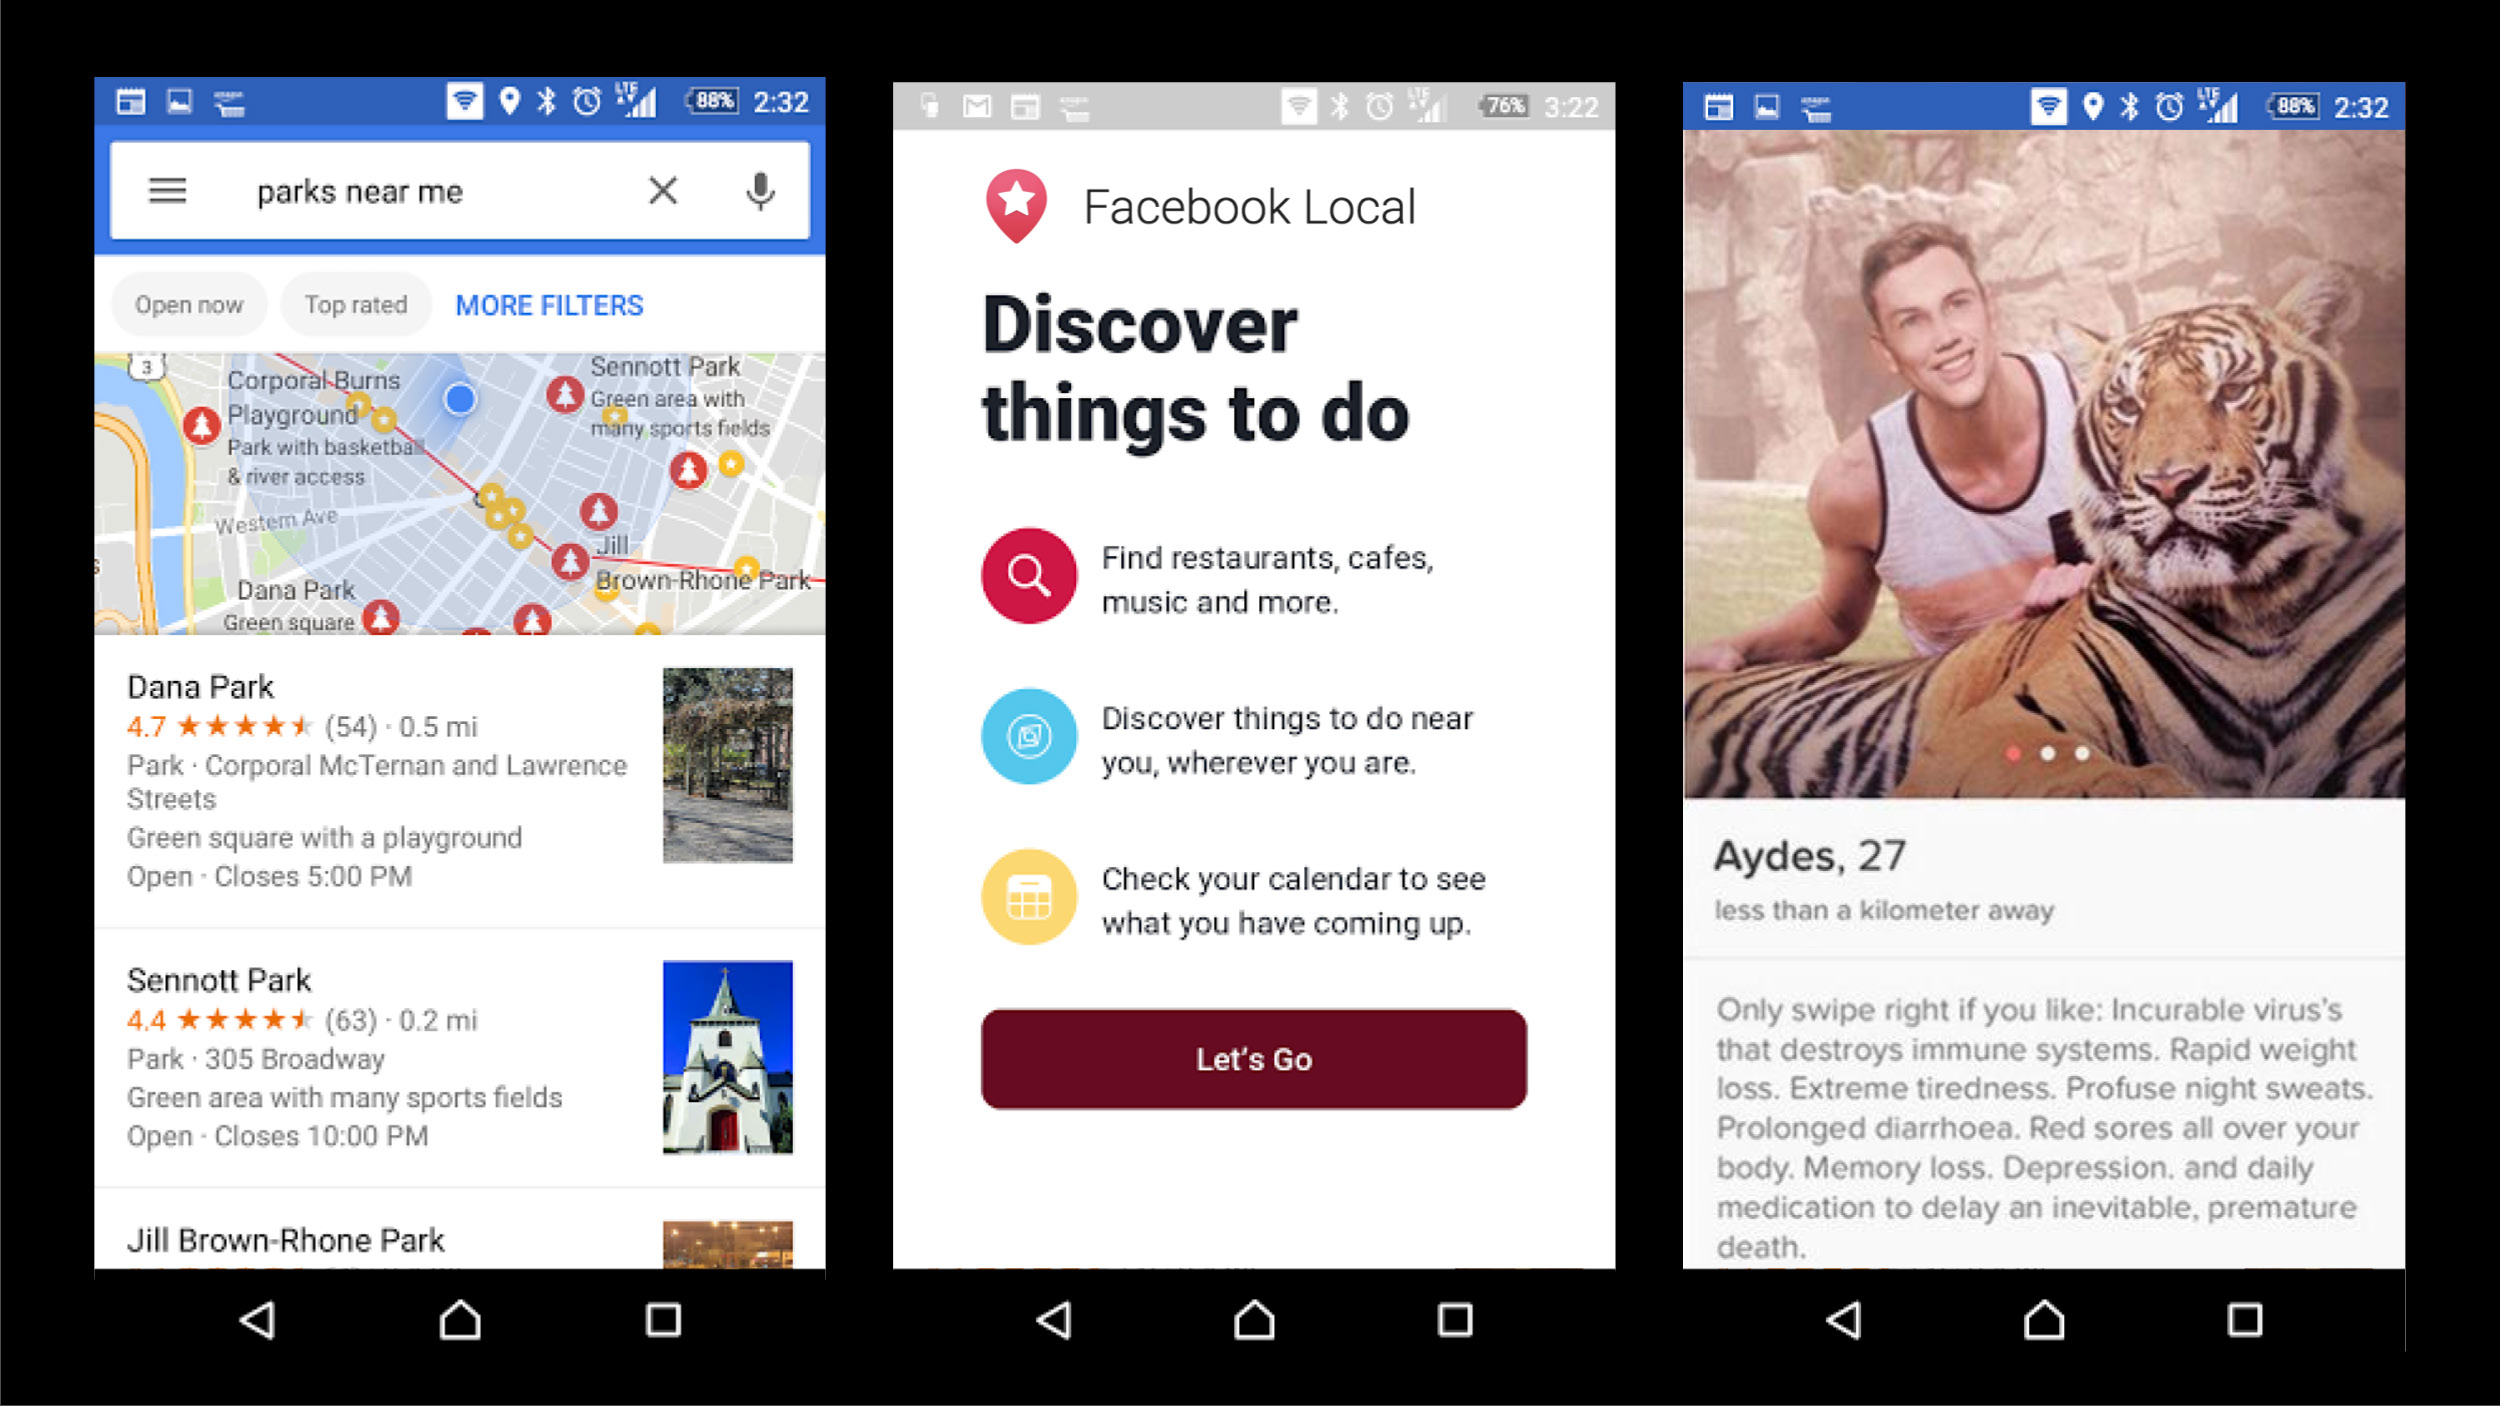 88% 2:32
parks near me
Open now
Top rated
MORE FILTERS
3
Corporal Burns
Playground
Park with basketball
& river access
Sennott Park
Green area with
many sports fields
Western Ave
Jill
Brown-Rhone Park
Dana Park
Green square
Dana Park
4.7 (54) · 0.5 mi
Park · Corporal McTernan and Lawrence
Streets
Green square with a playground
Open · Closes 5:00 PM
Sennott Park
4.4 (63) · 0.2 mi
Park · 305 Broadway
Green area with many sports fields
Open · Closes 10:00 PM
Jill Brown-Rhone Park
LTE 76% 3:22
Facebook Local
Discover
things to do
Find restaurants, cafes,
music and more.
Discover things to do near
you, wherever you are.
Check your calendar to see
what you have coming up.
Let's Go
LTE 88% 2:32
Aydes, 27
less than a kilometer away
Only swipe right if you like: Incurable virus's
that destroys immune systems. Rapid weight
loss. Extreme tiredness. Profuse night sweats.
Prolonged diarrhoea. Red sores all over your
body. Memory loss. Depression. and daily
medication to delay an inevitable, premature
death.